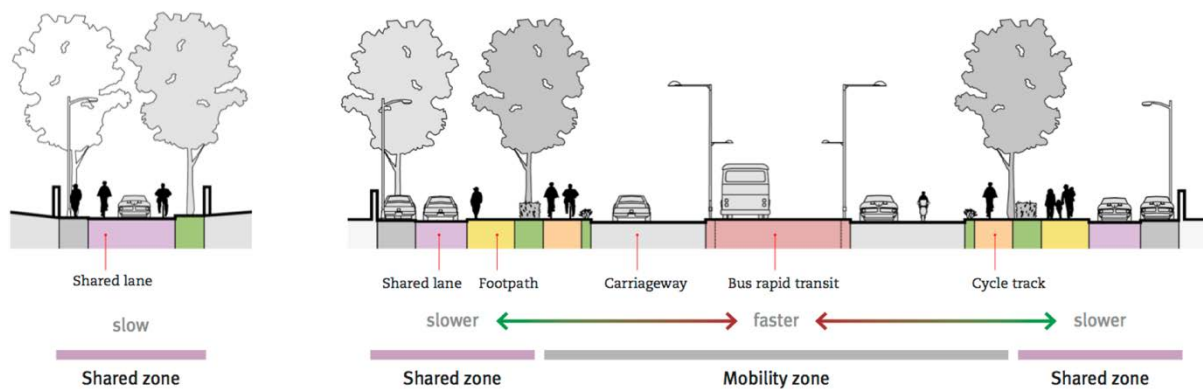 Shared lane
slow
Shared zone
Shared lane
Footpath
Carriageway
Bus rapid transit
Cycle track
slower
faster
slower
Shared zone
Mobility zone
Shared zone